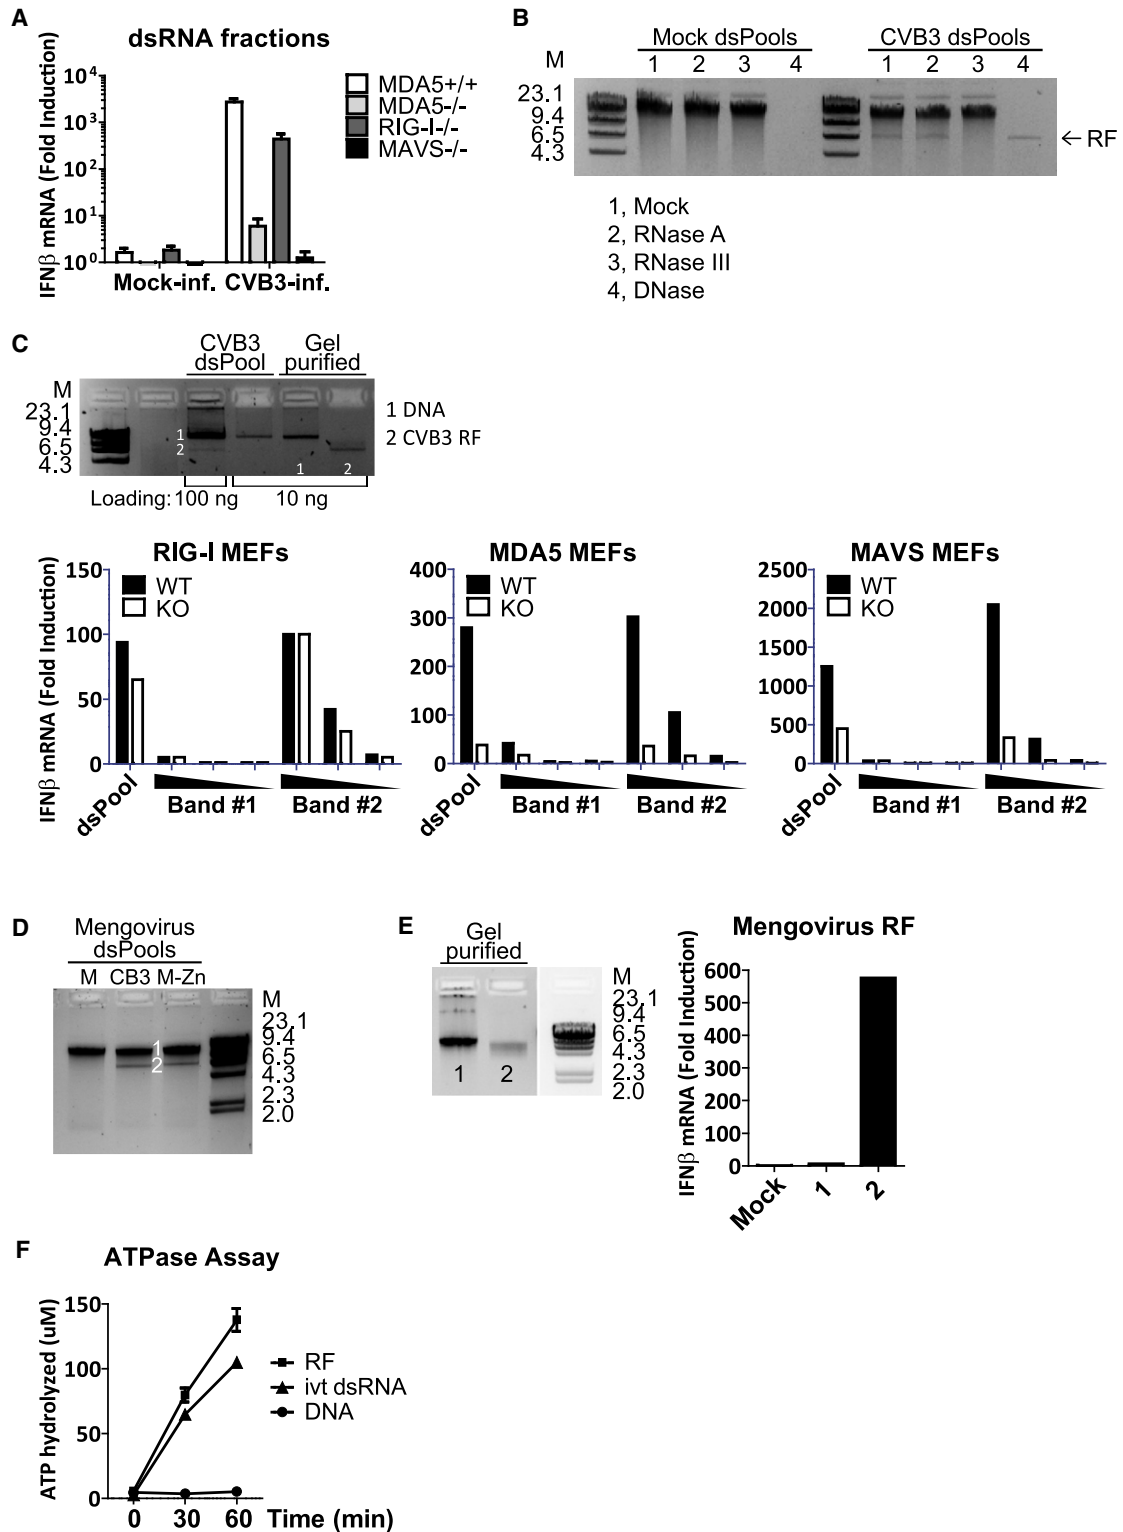 A
dsRNA fractions
IFNβ mRNA (Fold Induction)
10⁴
10³
10²
10¹
10⁰
Mock-inf. CVB3-inf.
MDA5+/+
MDA5-/-
RIG-I-/-
MAVS-/-
B
Mock dsPools CVB3 dsPools
M 1 2 3 4 1 2 3 4
23.1
9.4
6.5
4.3
← RF
1, Mock
2, RNase A
3, RNase III
4, DNase
C
CVB3 dsPool
Gel purified
M
23.1
9.4
6.5
4.3
1
2
1 2
1 DNA
2 CVB3 RF
Loading: 100 ng 10 ng
RIG-I MEFs
IFNβ mRNA (Fold Induction)
150
100
50
0
WT
KO
dsPool Band #1 Band #2
MDA5 MEFs
400
300
200
100
0
WT
KO
dsPool Band #1 Band #2
MAVS MEFs
2500
2000
1500
1000
500
0
WT
KO
dsPool Band #1 Band #2
D
Mengovirus
dsPools
M CB3 M-Zn
1
2
M
23.1
9.4
6.5
4.3
2.3
2.0
E
Gel
purified
1 2
M
23.1
9.4
6.5
4.3
2.3
2.0
Mengovirus RF
IFNβ mRNA (Fold Induction)
600
500
400
300
200
100
0
Mock 1 2
F
ATPase Assay
ATP hydrolyzed (uM)
150
100
50
0
0 30 60 Time (min)
RF
ivt dsRNA
DNA